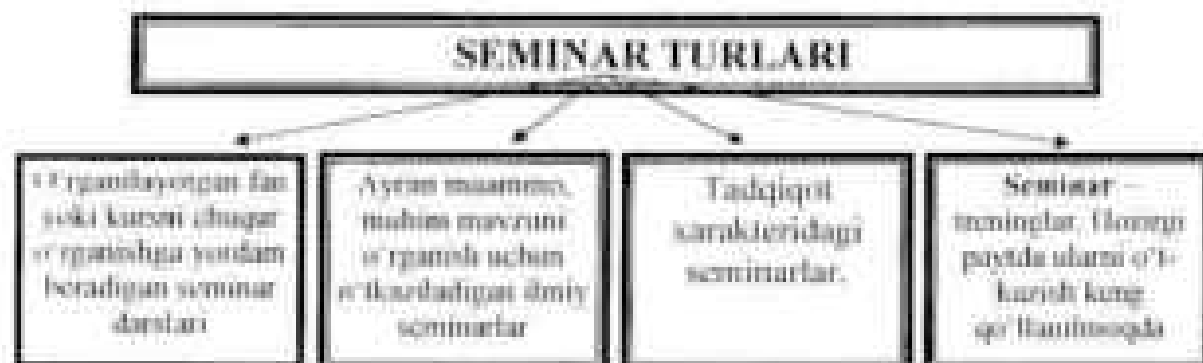 SEMINAR TURLARI
O'rganilayotgan fan
yoki kursni chuqur
o'rganishga yordam
beradigan seminar
darslari
Ayrim muammo,
muhim mavzuni
o'rganish uchun
o'tkaziladigan ilmiy
seminarlar
Tadqiqot
xarakteridagi
seminarlar.
Seminar –
treninglar. Hozirgi
paytda ularni o't-
kazish keng
qo'llanilmoqda